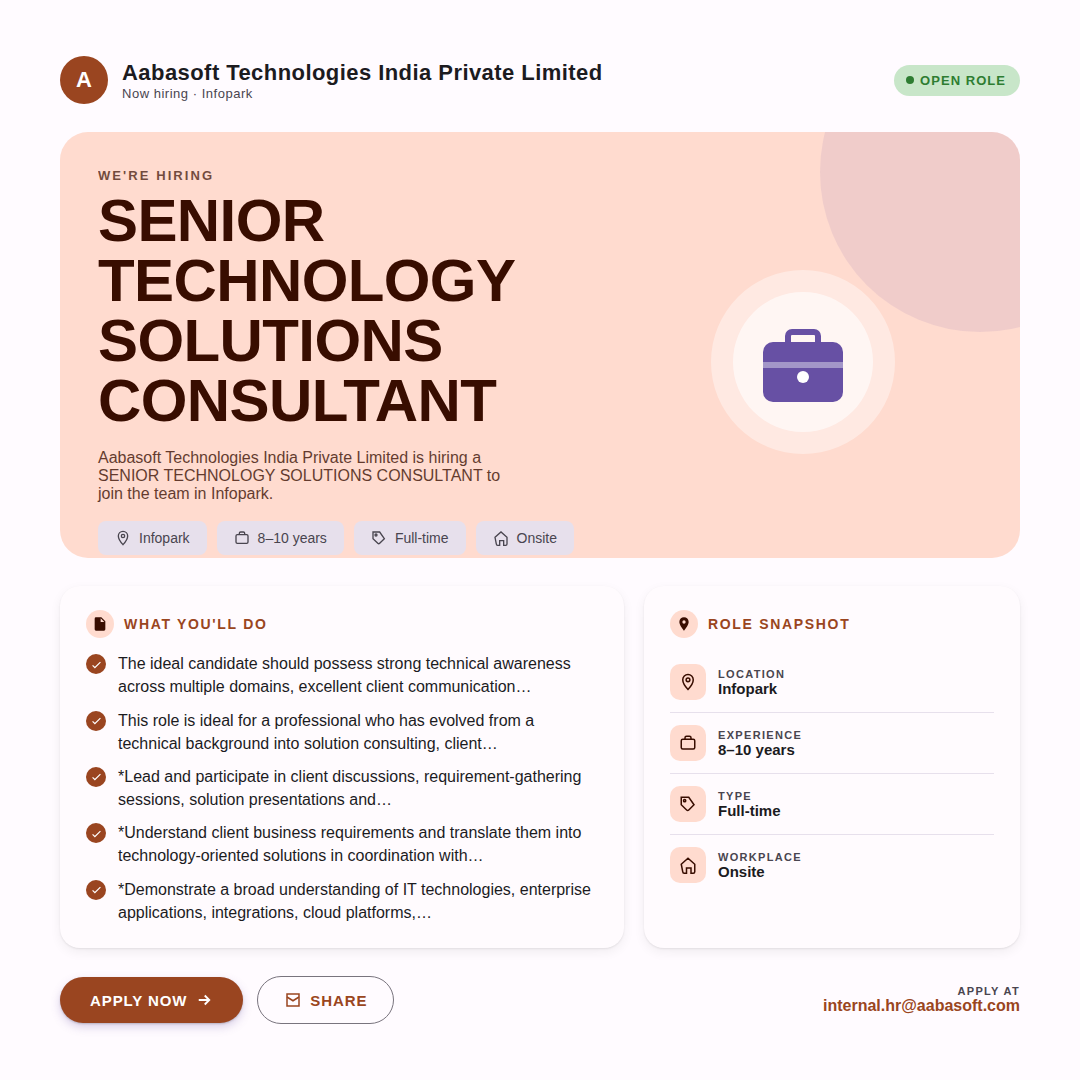 A
Aabasoft Technologies India Private Limited
Now hiring · Infopark
OPEN ROLE
WE'RE HIRING
SENIOR
TECHNOLOGY
SOLUTIONS
CONSULTANT
Aabasoft Technologies India Private Limited is hiring a
SENIOR TECHNOLOGY SOLUTIONS CONSULTANT to
join the team in Infopark.
Infopark
8–10 years
Full-time
Onsite
WHAT YOU'LL DO
The ideal candidate should possess strong technical awareness
across multiple domains, excellent client communication…
This role is ideal for a professional who has evolved from a
technical background into solution consulting, client…
*Lead and participate in client discussions, requirement-gathering
sessions, solution presentations and…
*Understand client business requirements and translate them into
technology-oriented solutions in coordination with…
*Demonstrate a broad understanding of IT technologies, enterprise
applications, integrations, cloud platforms,…
ROLE SNAPSHOT
LOCATION
Infopark
EXPERIENCE
8–10 years
TYPE
Full-time
WORKPLACE
Onsite
APPLY NOW
SHARE
APPLY AT
internal.hr@aabasoft.com